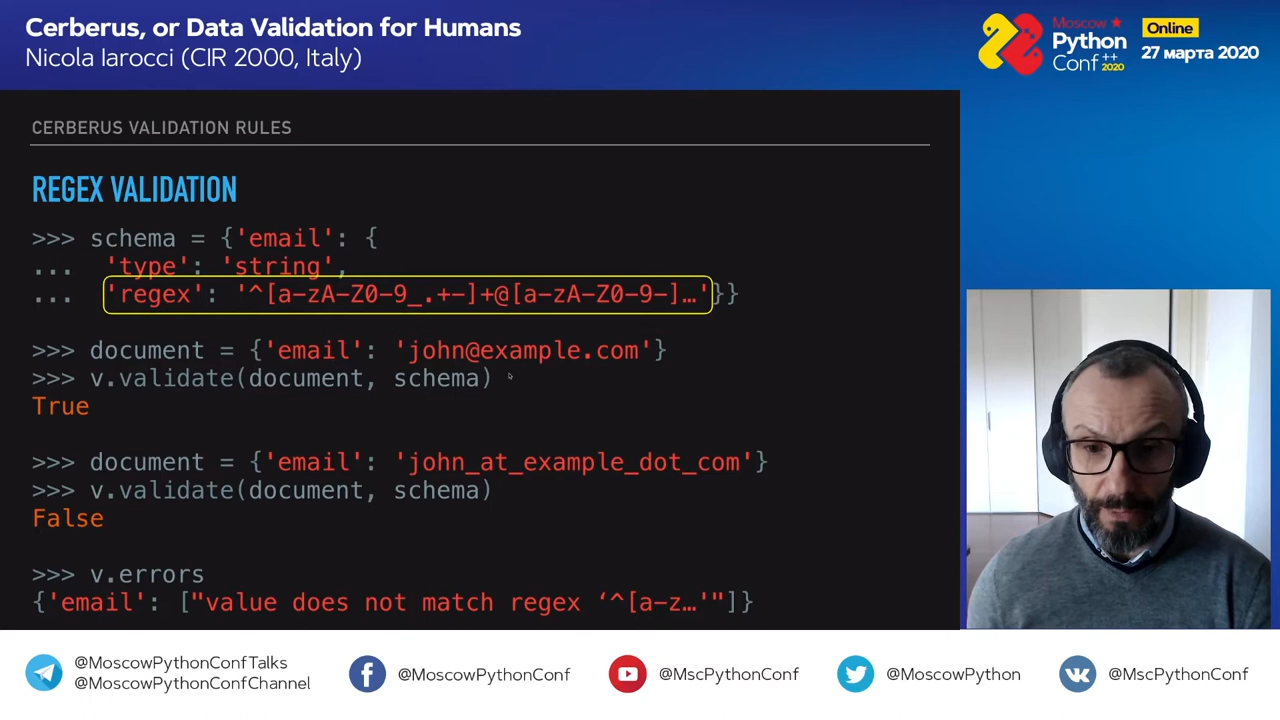 Cerberus, or Data Validation for Humans
Nicola Iarocci (CIR 2000, Italy)
Moscow
Python
Conf ++
2020
Online
27 марта 2020
CERBERUS VALIDATION RULES
REGEX VALIDATION
>>> schema = {'email': {
... 'type': 'string',
... 'regex': '^[a-zA-Z0-9_.+-]+@[a-zA-Z0-9-]…'}}
>>> document = {'email': 'john@example.com'}
>>> v.validate(document, schema)
True
>>> document = {'email': 'john_at_example_dot_com'}
>>> v.validate(document, schema)
False
>>> v.errors
{'email': ["value does not match regex ‘^[a-z…'"]}
@MoscowPythonConfTalks
@MoscowPythonConfChannel
@MoscowPythonConf
@MscPythonConf
@MoscowPython
@MscPythonConf